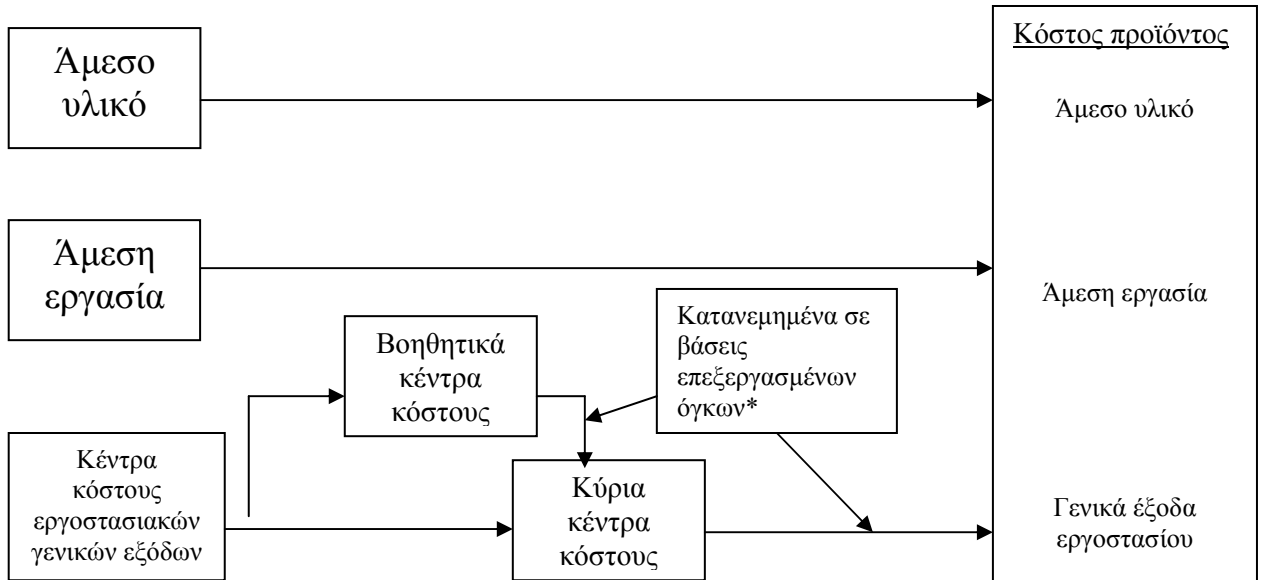 Άμεσο
υλικό
Κόστος προϊόντος
Άμεσο υλικό
Άμεση
εργασία
Άμεση εργασία
Βοηθητικά
κέντρα
κόστους
Κατανεμημένα σε
βάσεις
επεξεργασμένων
όγκων*
Κέντρα
κόστους
εργοστασιακών
γενικών εξόδων
Κύρια
κέντρα
κόστους
Γενικά έξοδα
εργοστασίου